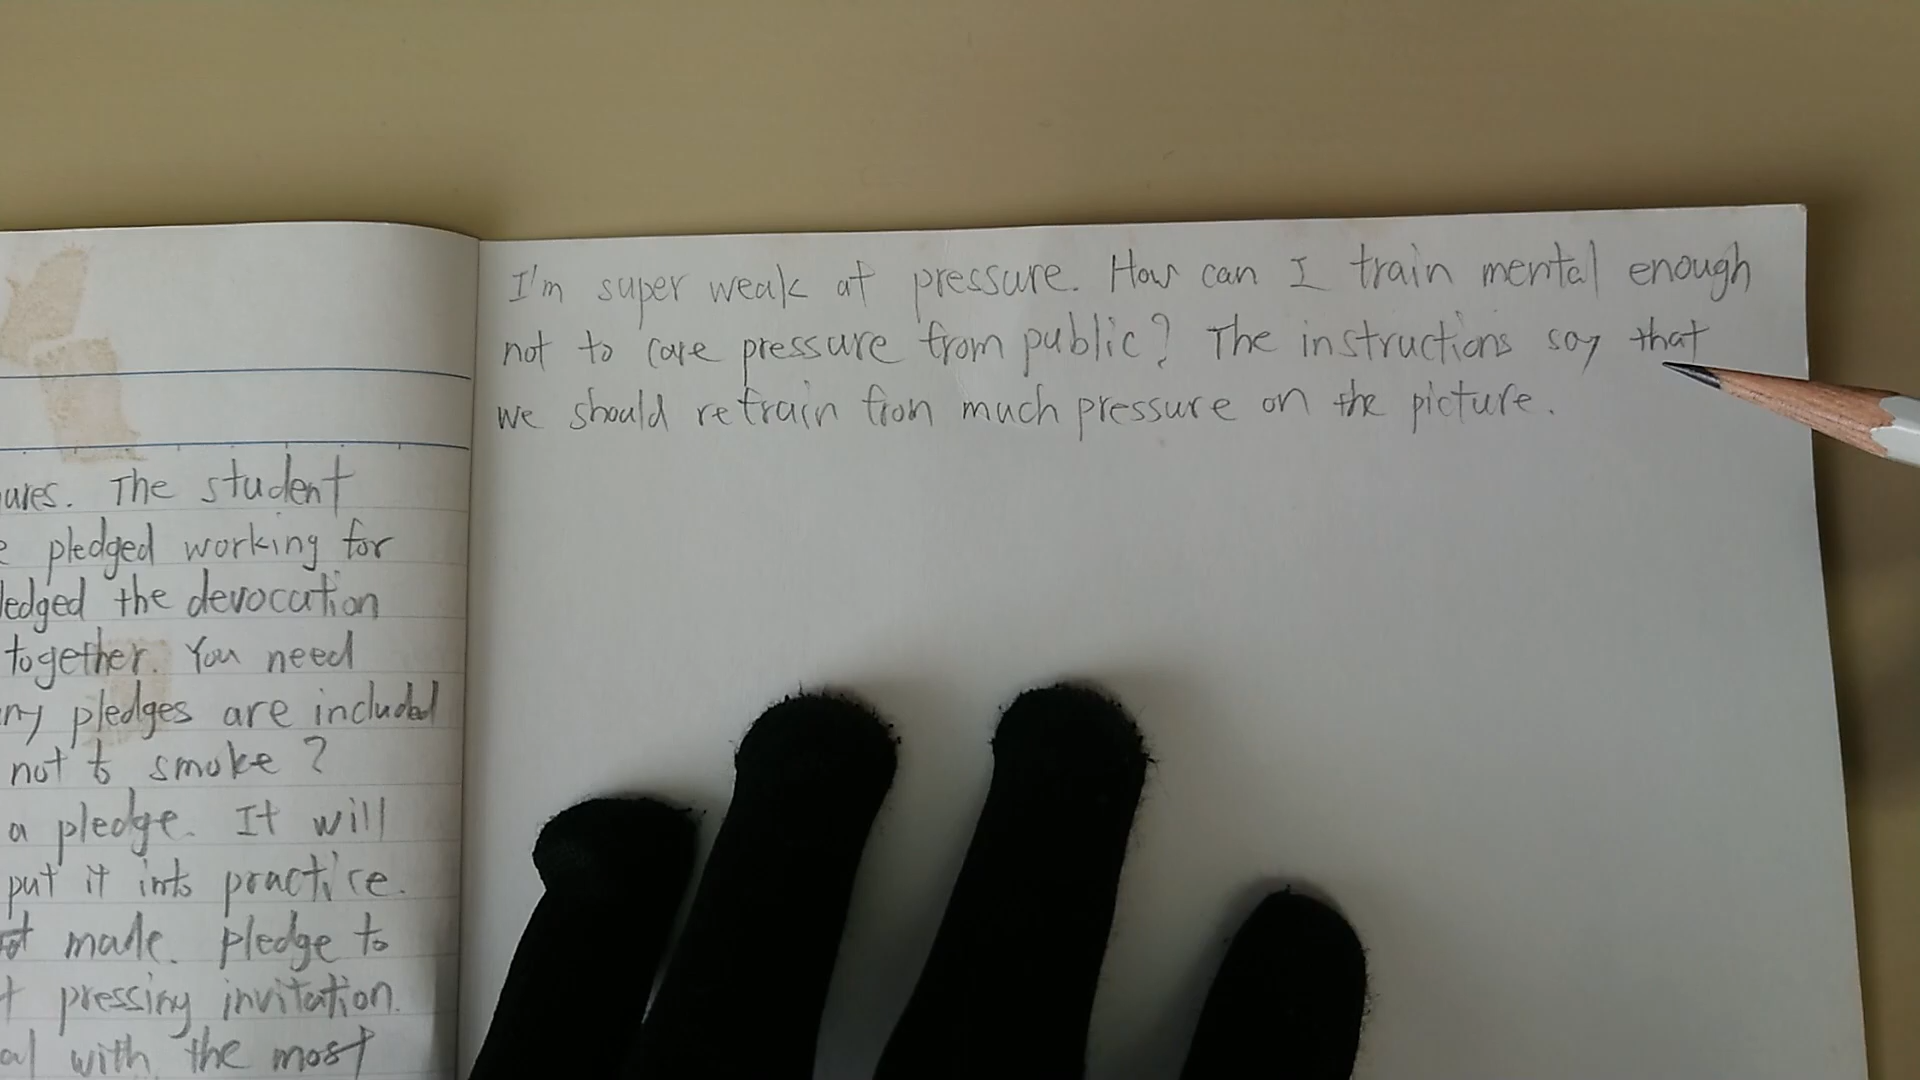 I'm super weak at pressure. How can I train mental enough
not to care pressure from public? The instructions say that
we should refrain from much pressure on the picture.
The student
pledged working for
the devocation
together. You need
pledges are included
not to smoke?
a pledge. It will
put it into practice.
made. pledge to
pressing invitation.
with the most